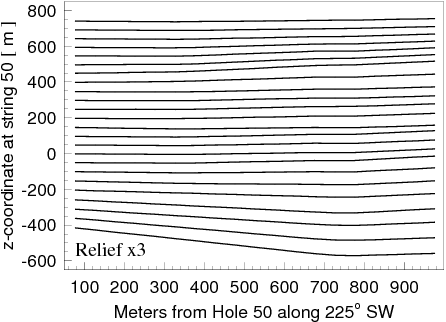 z-coordinate at string 50 [ m ]
800
600
400
200
0
-200
-400
-600
Relief x3
100 200 300 400 500 600 700 800 900
Meters from Hole 50 along 225° SW